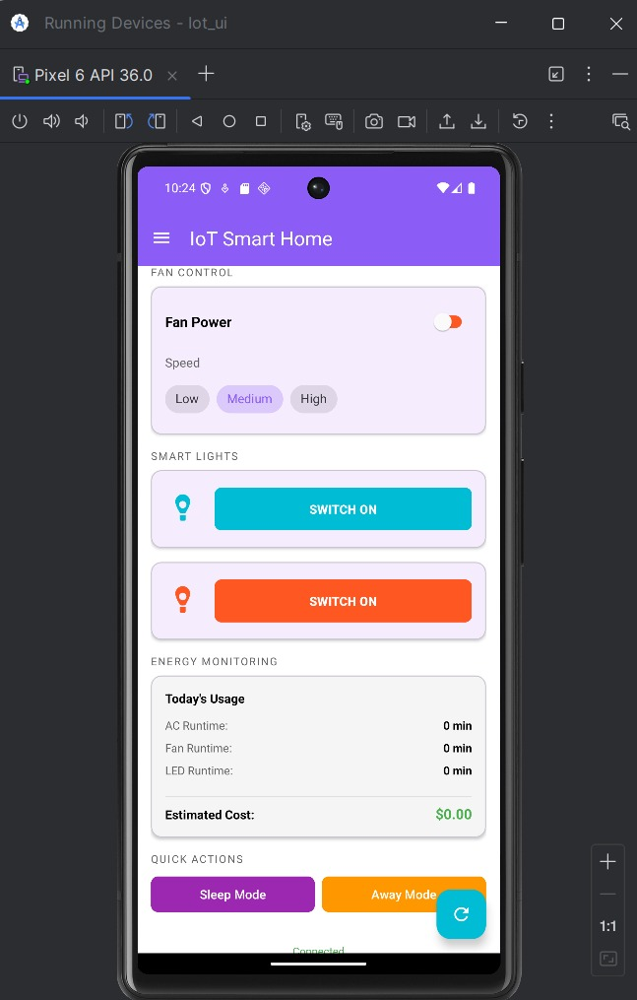 Running Devices - Iot_ui
Pixel 6 API 36.0
10:24
IoT Smart Home
FAN CONTROL
Fan Power
Speed
Low Medium High
SMART LIGHTS
SWITCH ON
SWITCH ON
ENERGY MONITORING
Today's Usage
AC Runtime: 0 min
Fan Runtime: 0 min
LED Runtime: 0 min
Estimated Cost: $0.00
QUICK ACTIONS
Sleep Mode Away Mode
Connected
1:1